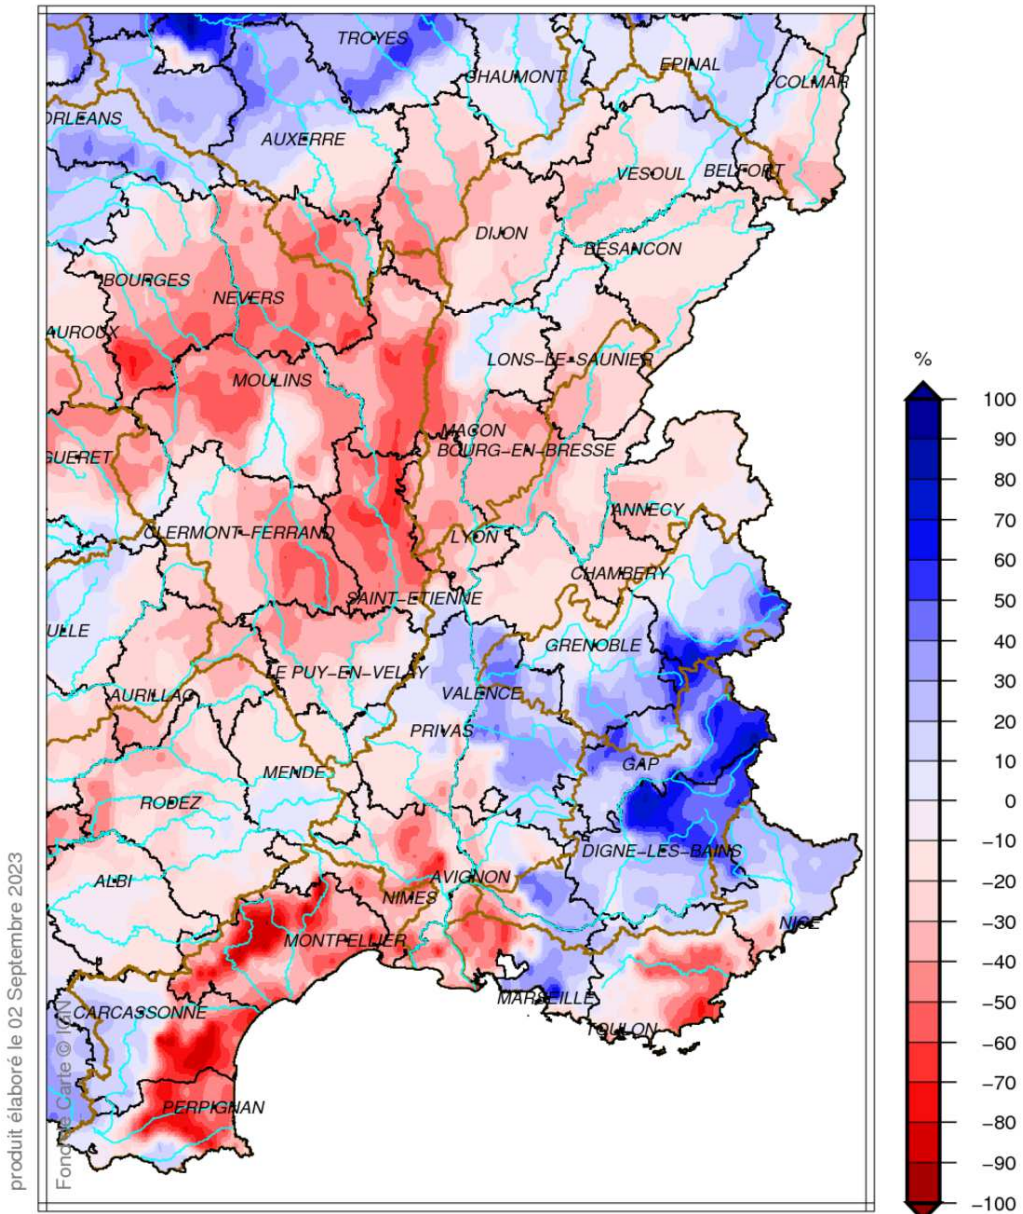 TROYES
CHAUMONT
EPINAL
COLMAR
ORLEANS
AUXERRE
VESOUL
BELFORT
DIJON
BESANCON
BOURGES
NEVERS
AUROUX
LONS-LE-SAUNIER
%
MOULINS
100
90
MACON
BOURG-EN-BRESSE
GUERET
80
70
ANNECY
CLERMONT-FERRAND
LYON
60
CHAMBERY
50
SAINT-ETIENNE
ULLE
GRENOBLE
40
LE PUY-EN-VELAY
30
AURILLAC
VALENCE
20
PRIVAS
10
GAP
MENDE
0
RODEZ
-10
DIGNE-LES-BAINS
ALBI
AVIGNON
-20
NIMES
-30
NICE
MONTPELLIER
-40
-50
MARSEILLE
CARCASSONNE
TOULON
-60
-70
PERPIGNAN
-80
-90
-100
produit élaboré le 02 Septembre 2023
Fond de Carte © IGN